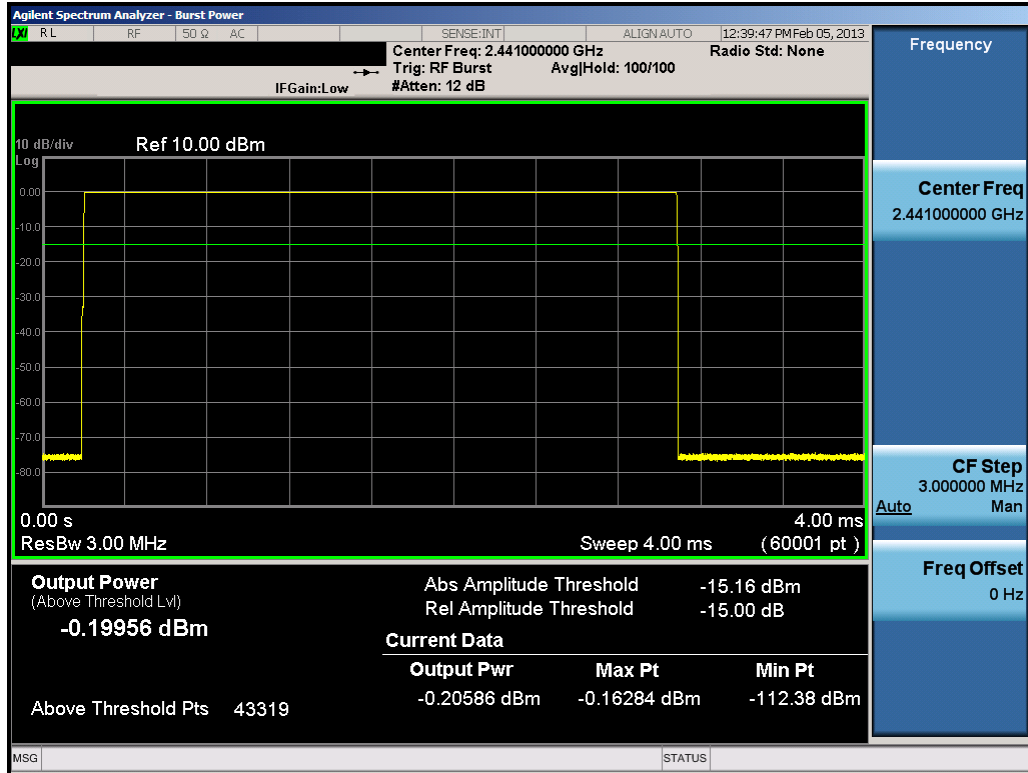 Agilent Spectrum Analyzer - Burst Power
LXI RL RF 50 Ω AC SENSE:INT ALIGN AUTO 12:39:47 PM Feb 05, 2013
Center Freq: 2.441000000 GHz Radio Std: None
Trig: RF Burst Avg|Hold: 100/100
IFGain:Low #Atten: 12 dB
10 dB/div Ref 10.00 dBm
Log
0.00
-10.0
-20.0
-30.0
-40.0
-50.0
-60.0
-70.0
-80.0
0.00 s 4.00 ms
ResBw 3.00 MHz Sweep 4.00 ms (60001 pt )
Output Power
(Above Threshold Lvl)
-0.19956 dBm
Above Threshold Pts 43319
Abs Amplitude Threshold -15.16 dBm
Rel Amplitude Threshold -15.00 dB
Current Data
Output Pwr Max Pt Min Pt
-0.20586 dBm -0.16284 dBm -112.38 dBm
MSG STATUS
Frequency
Center Freq
2.441000000 GHz
CF Step
3.000000 MHz
Auto Man
Freq Offset
0 Hz